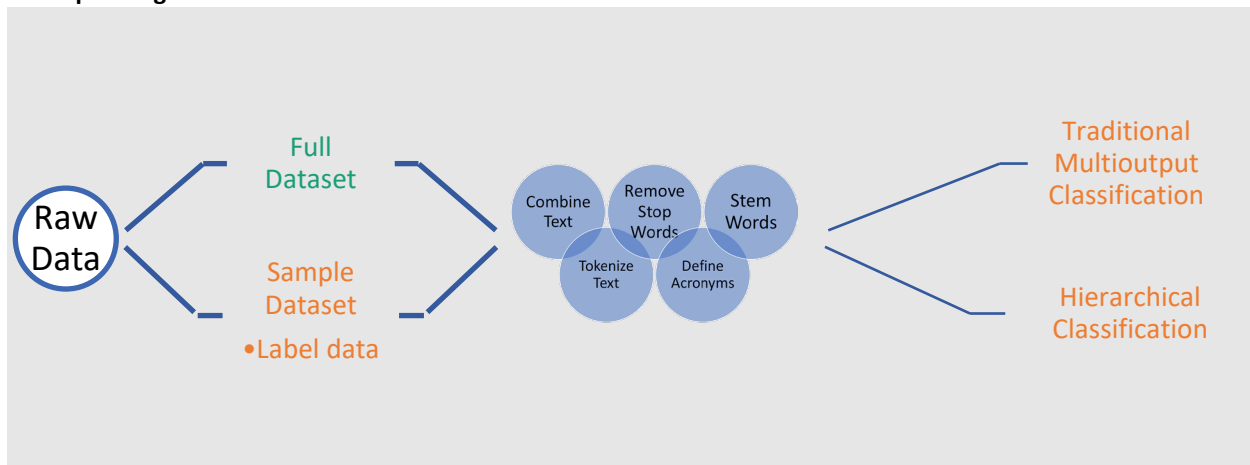 Raw
Data
Full
Dataset
Sample
Dataset
•Label data
Combine
Text
Remove
Stop
Words
Stem
Words
Tokenize
Text
Define
Acronyms
Traditional
Multioutput
Classification
Hierarchical
Classification